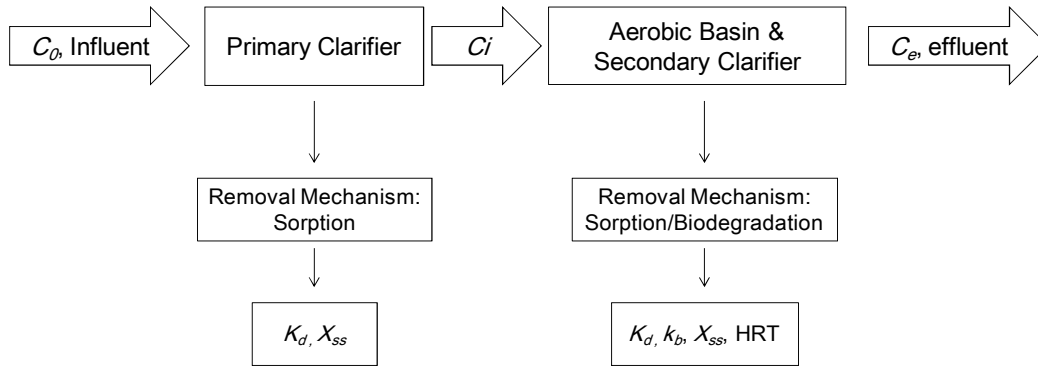 C0, Influent
Primary Clarifier
Ci
Aerobic Basin &
Secondary Clarifier
Ce, effluent
Removal Mechanism:
Sorption
Removal Mechanism:
Sorption/Biodegradation
Kd, Xss
Kd, kb, Xss, HRT